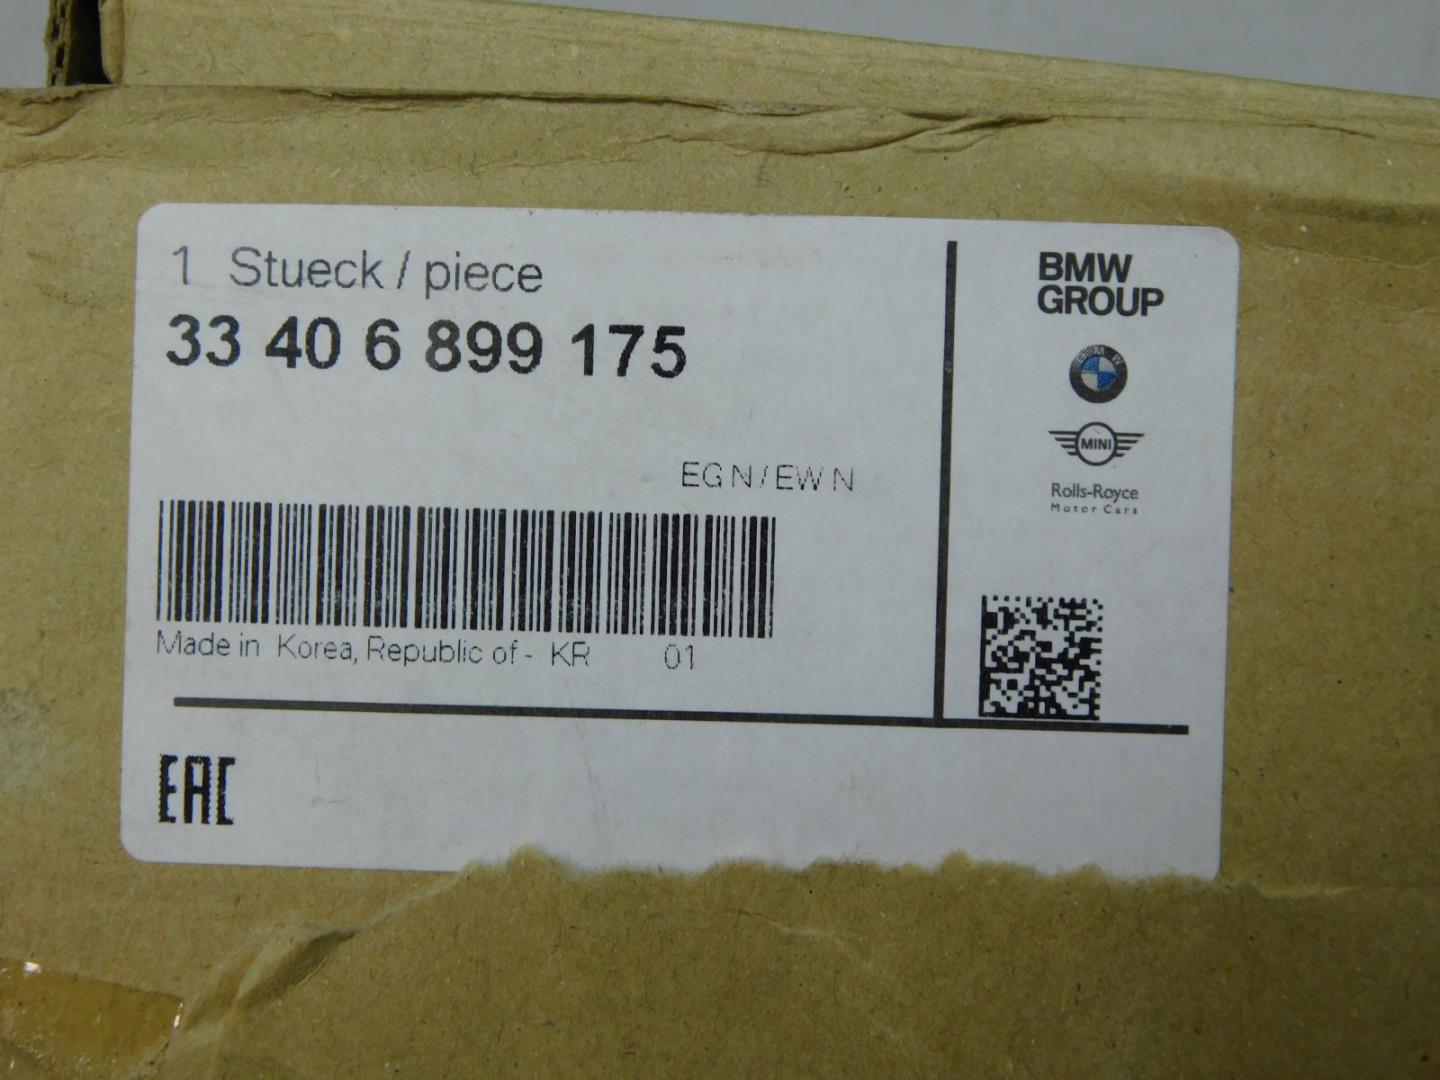 1 Stueck / piece
33 40 6 899 175
EG N / EW N
Made in Korea, Republic of - KR 01
EAC
BMW
GROUP
BMW
MINI
Rolls-Royce
Motor Cars